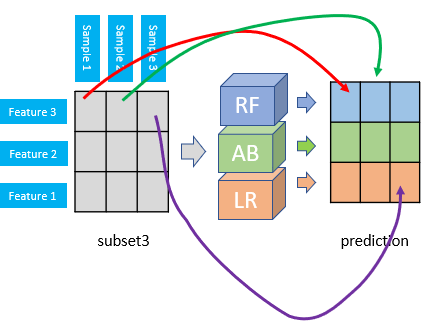 Sample 1
Sample 2
Sample 3
Feature 3
Feature 2
Feature 1
RF
AB
LR
subset3
prediction